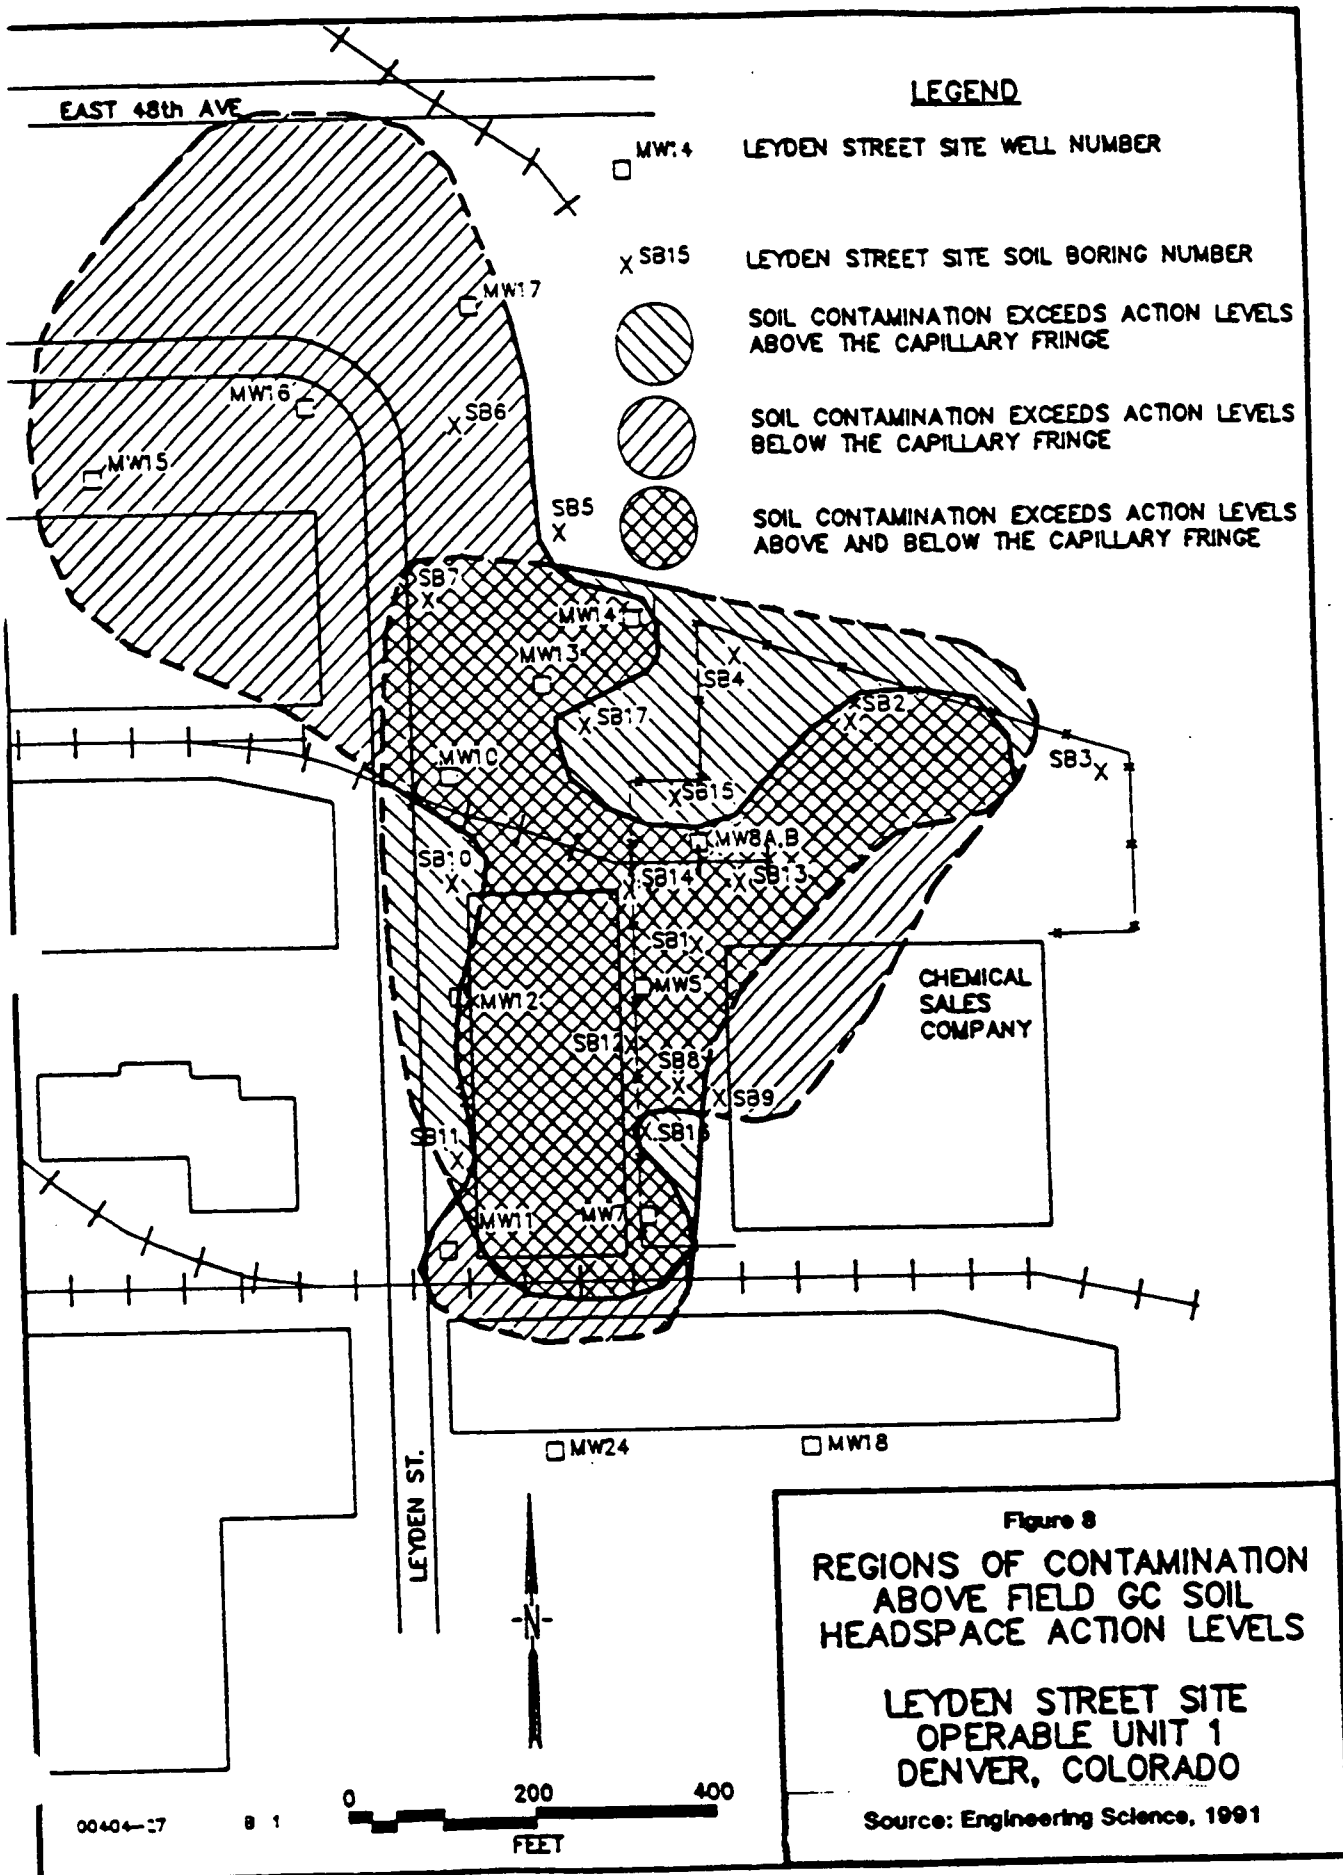 EAST 48th AVE
LEGEND
MW14 LEYDEN STREET SITE WELL NUMBER
SB15 LEYDEN STREET SITE SOIL BORING NUMBER
MW17
SOIL CONTAMINATION EXCEEDS ACTION LEVELS
ABOVE THE CAPILLARY FRINGE
MW16
SB6
SOIL CONTAMINATION EXCEEDS ACTION LEVELS
BELOW THE CAPILLARY FRINGE
MW15
SB5
SOIL CONTAMINATION EXCEEDS ACTION LEVELS
ABOVE AND BELOW THE CAPILLARY FRINGE
SB7
MW14
MW13
SB4
SB17
SB2
MW10
SB3
SB15
MW8A,B
SB10
SB14
SB13
SB1
MW5
MW12
CHEMICAL
SALES
COMPANY
SB12
SB8
SB9
SB11
SB16
MW11
MW7
MW24
MW18
LEYDEN ST.
N
Figure 8
REGIONS OF CONTAMINATION
ABOVE FIELD GC SOIL
HEADSPACE ACTION LEVELS
LEYDEN STREET SITE
OPERABLE UNIT 1
DENVER, COLORADO
Source: Engineering Science, 1991
0 200 400
FEET